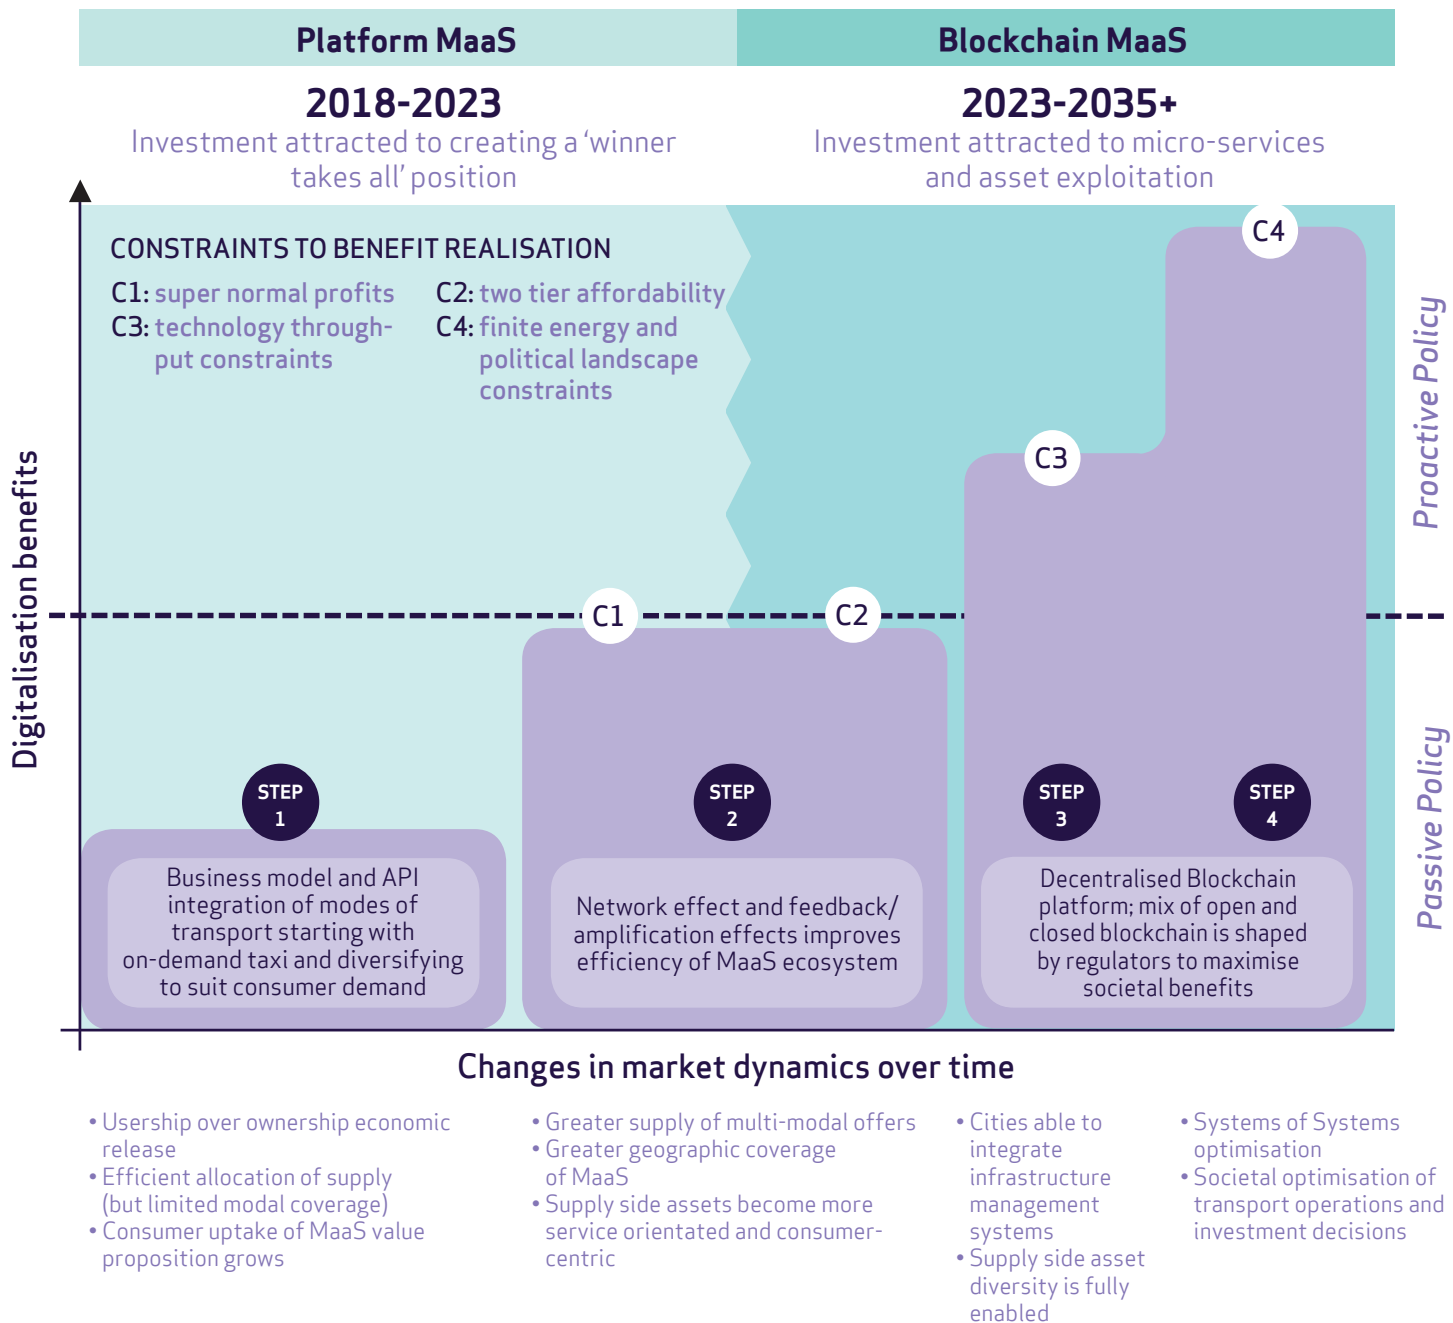 Platform MaaS
Blockchain MaaS
2018-2023
Investment attracted to creating a ‘winner
takes all’ position
2023-2035+
Investment attracted to micro-services
and asset exploitation
CONSTRAINTS TO BENEFIT REALISATION
C1: super normal profits
C2: two tier affordability
C3: technology through-
put constraints
C4: finite energy and
political landscape
constraints
C4
C3
C1
C2
Digitalisation benefits
Proactive Policy
Passive Policy
STEP
1
STEP
2
STEP
3
STEP
4
Business model and API
integration of modes of
transport starting with
on-demand taxi and diversifying
to suit consumer demand
Network effect and feedback/
amplification effects improves
efficiency of MaaS ecosystem
Decentralised Blockchain
platform; mix of open and
closed blockchain is shaped
by regulators to maximise
societal benefits
Changes in market dynamics over time
• Usership over ownership economic
release
• Efficient allocation of supply
(but limited modal coverage)
• Consumer uptake of MaaS value
proposition grows
• Greater supply of multi-modal offers
• Greater geographic coverage
of MaaS
• Supply side assets become more
service orientated and consumer-
centric
• Cities able to
integrate
infrastructure
management
systems
• Supply side asset
diversity is fully
enabled
• Systems of Systems
optimisation
• Societal optimisation of
transport operations and
investment decisions